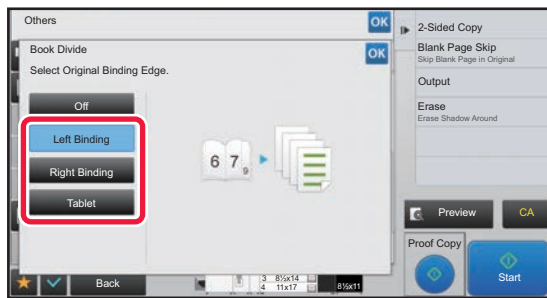 Others
OK
Book Divide
OK
Select Original Binding Edge.
Off
Left Binding
Right Binding
Tablet
6 7 9
Back
3 8½x14
4 11x17
8½x11
2-Sided Copy
Blank Page Skip
Skip Blank Page in Original
Output
Erase
Erase Shadow Around
Preview
CA
Proof Copy
Start